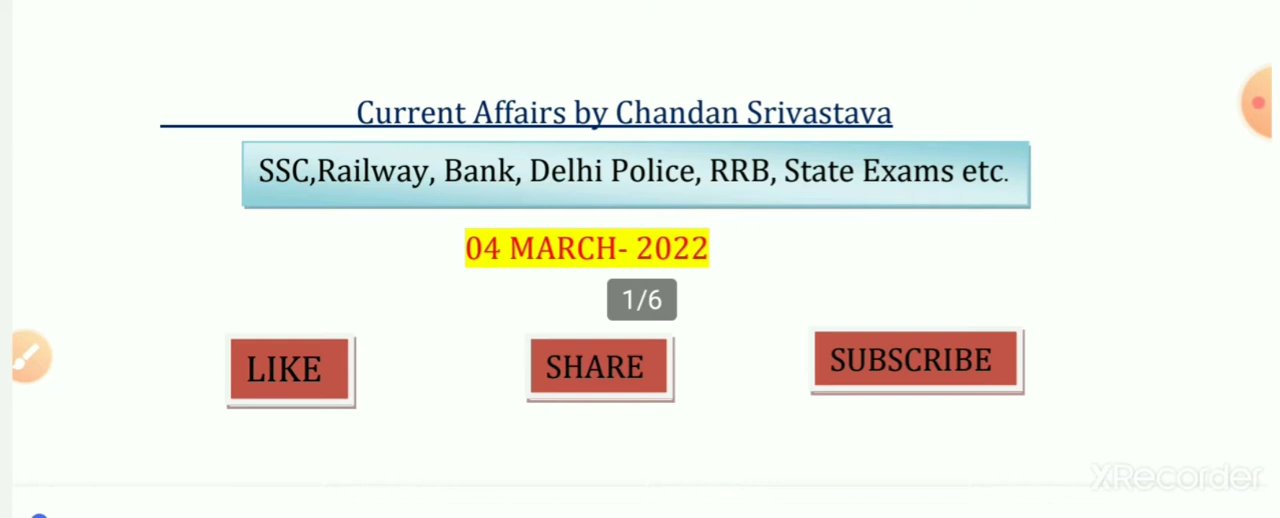 Current Affairs by Chandan Srivastava
SSC,Railway, Bank, Delhi Police, RRB, State Exams etc.
04 MARCH- 2022
1/6
LIKE
SHARE
SUBSCRIBE
XRecorder